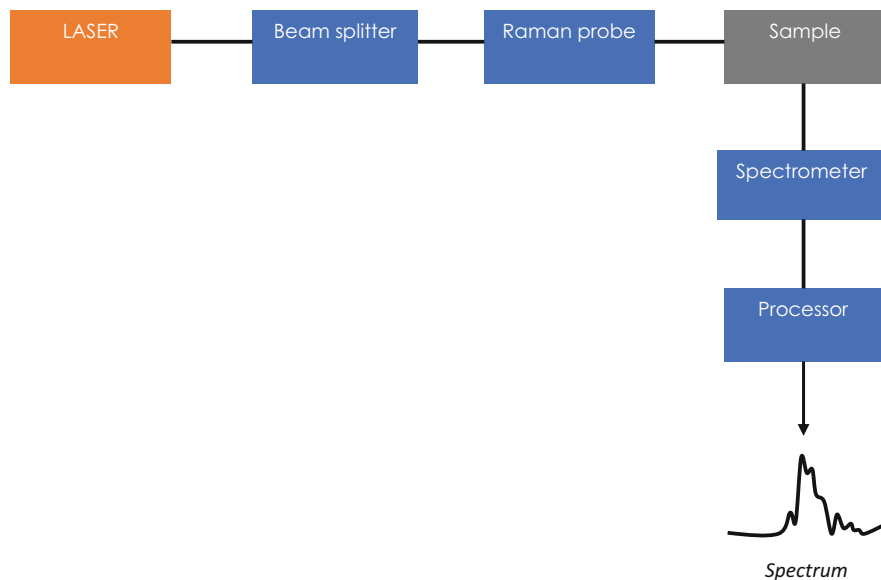 LASER
Beam splitter
Raman probe
Sample
Spectrometer
Processor
Spectrum